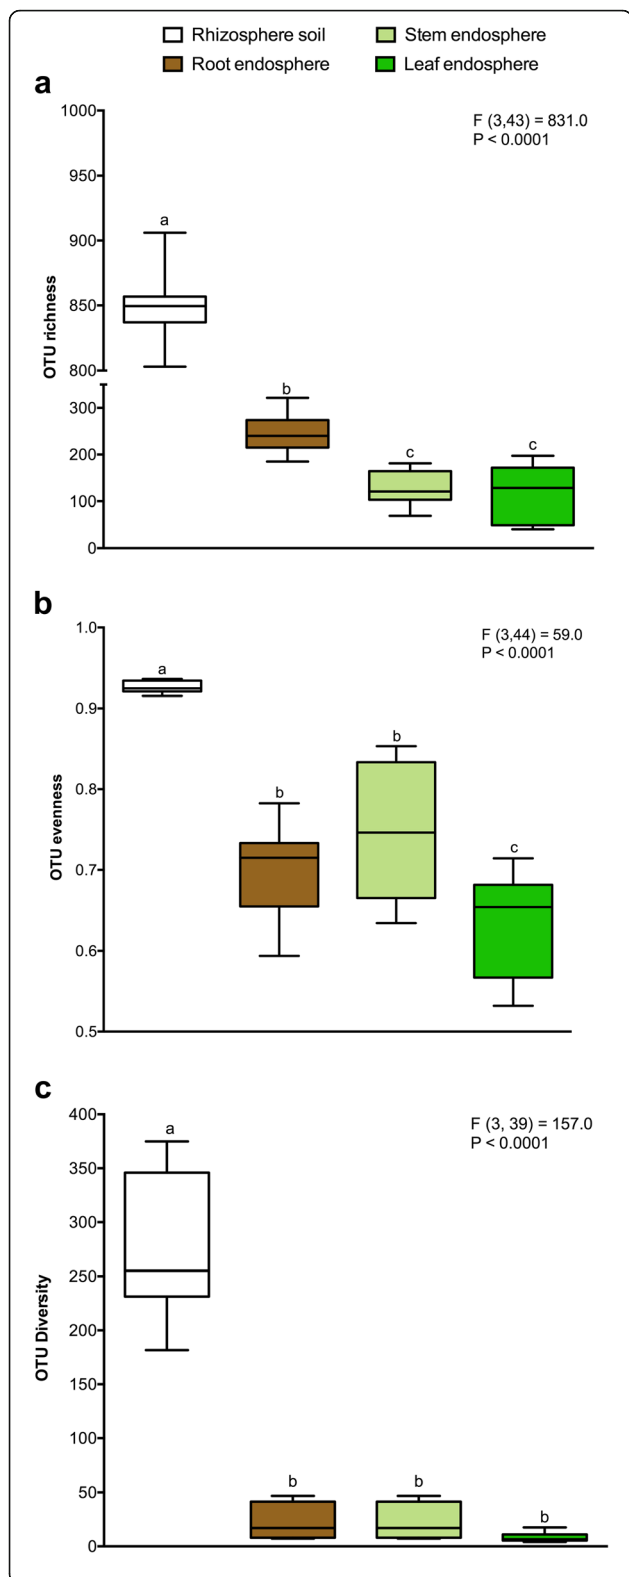 Rhizosphere soil
Stem endosphere
Root endosphere
Leaf endosphere
a
F (3,43) = 831.0
P < 0.0001
OTU richness
1000
950
900
850
800
300
200
100
0
a
b
c
c
b
F (3,44) = 59.0
P < 0.0001
OTU evenness
1.0
0.9
0.8
0.7
0.6
0.5
a
b
b
c
c
F (3, 39) = 157.0
P < 0.0001
OTU Diversity
400
350
300
250
200
150
100
50
0
a
b
b
b